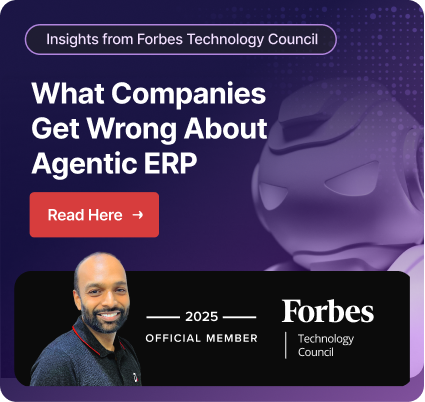 Insights from Forbes Technology Council
What Companies
Get Wrong About
Agentic ERP
Read Here →
2025
OFFICIAL MEMBER
Forbes
Technology
Council